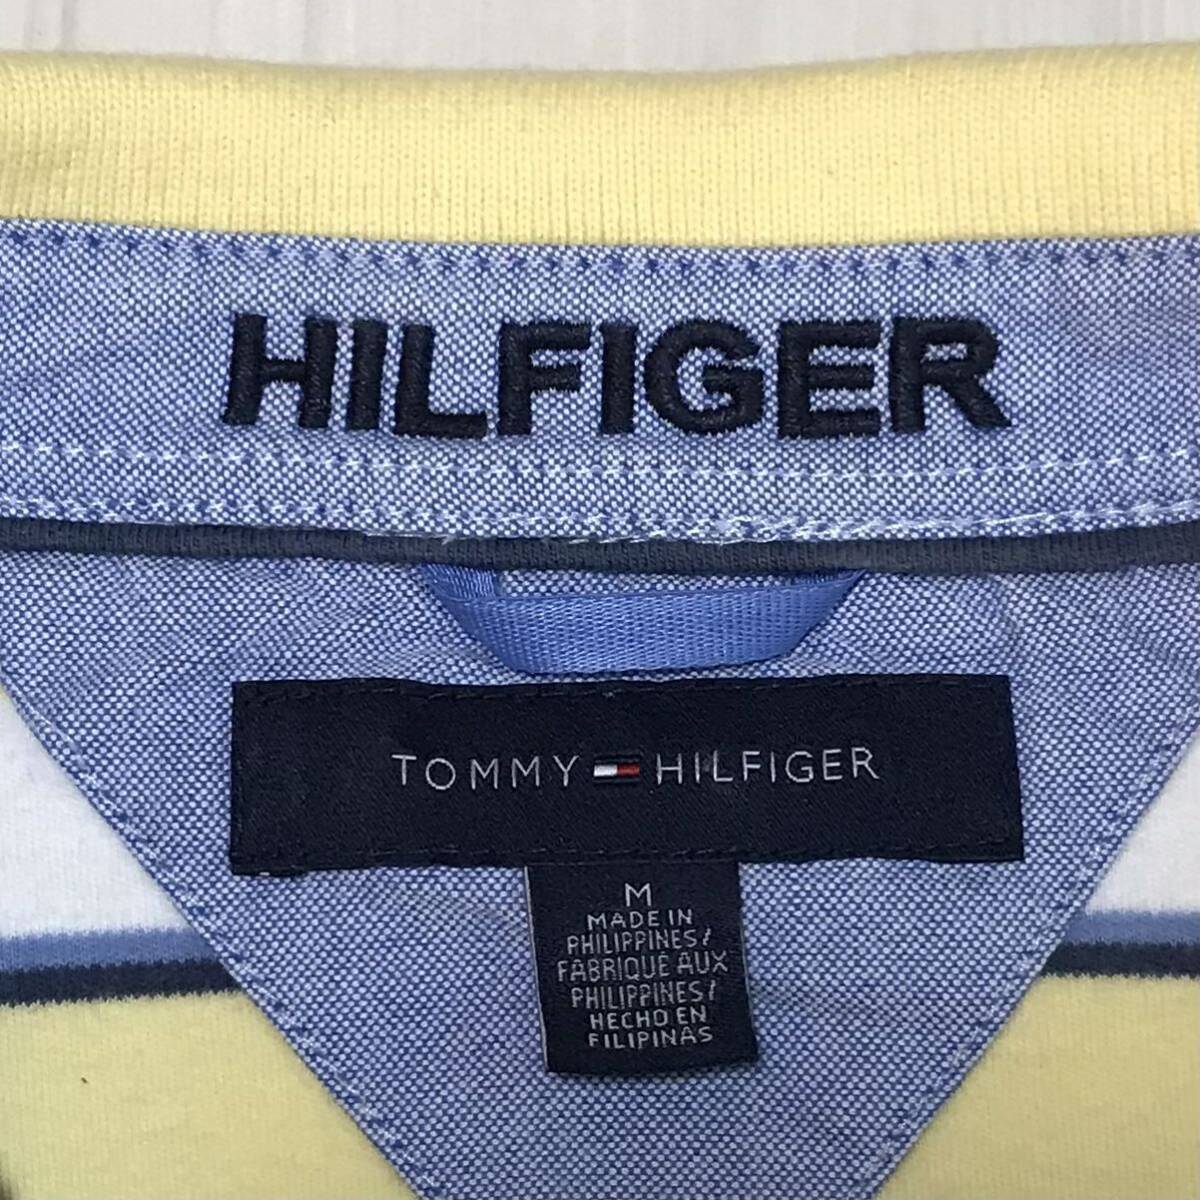 HILFIGER
TOMMY HILFIGER
M
MADE IN
PHILIPPINES/
FABRIQUÉ AUX
PHILIPPINES/
HECHO EN
FILIPINAS